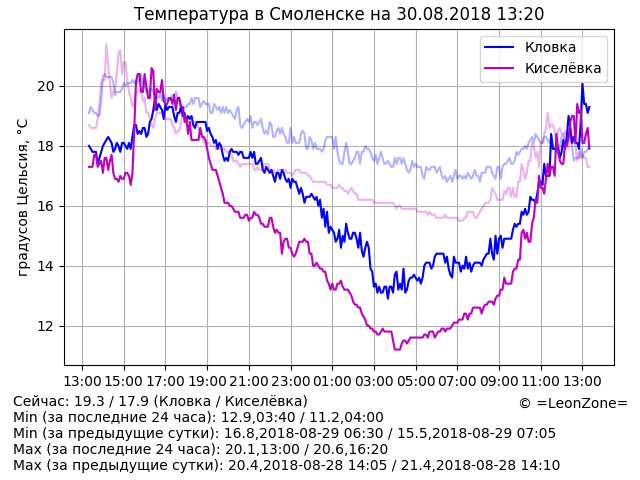 Температура в Смоленске на 30.08.2018 13:20
Кловка
Киселёвка
градусов Цельсия, °C
20
18
16
14
12
13:00 15:00 17:00 19:00 21:00 23:00 01:00 03:00 05:00 07:00 09:00 11:00 13:00
Сейчас: 19.3 / 17.9 (Кловка / Киселёвка)
© =LeonZone=
Min (за последние 24 часа): 12.9,03:40 / 11.2,04:00
Min (за предыдущие сутки): 16.8,2018-08-29 06:30 / 15.5,2018-08-29 07:05
Max (за последние 24 часа): 20.1,13:00 / 20.6,16:20
Max (за предыдущие сутки): 20.4,2018-08-28 14:05 / 21.4,2018-08-28 14:10